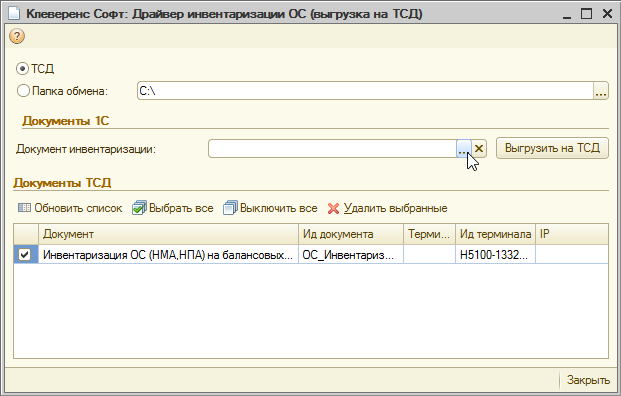 Клеверенс Софт: Драйвер инвентаризации ОС (выгрузка на ТСД)
?
ТСД
Папка обмена: C:\ ...
Документы 1С
Документ инвентаризации: ... Выгрузить на ТСД
Документы ТСД
Обновить список Выбрать все Выключить все Удалить выбранные
Документ Ид документа Терми... Ид терминала IP
Инвентаризация ОС (НМА,НПА) на балансовых... ОС_Инвентариз... H5100-1332...
Закрыть